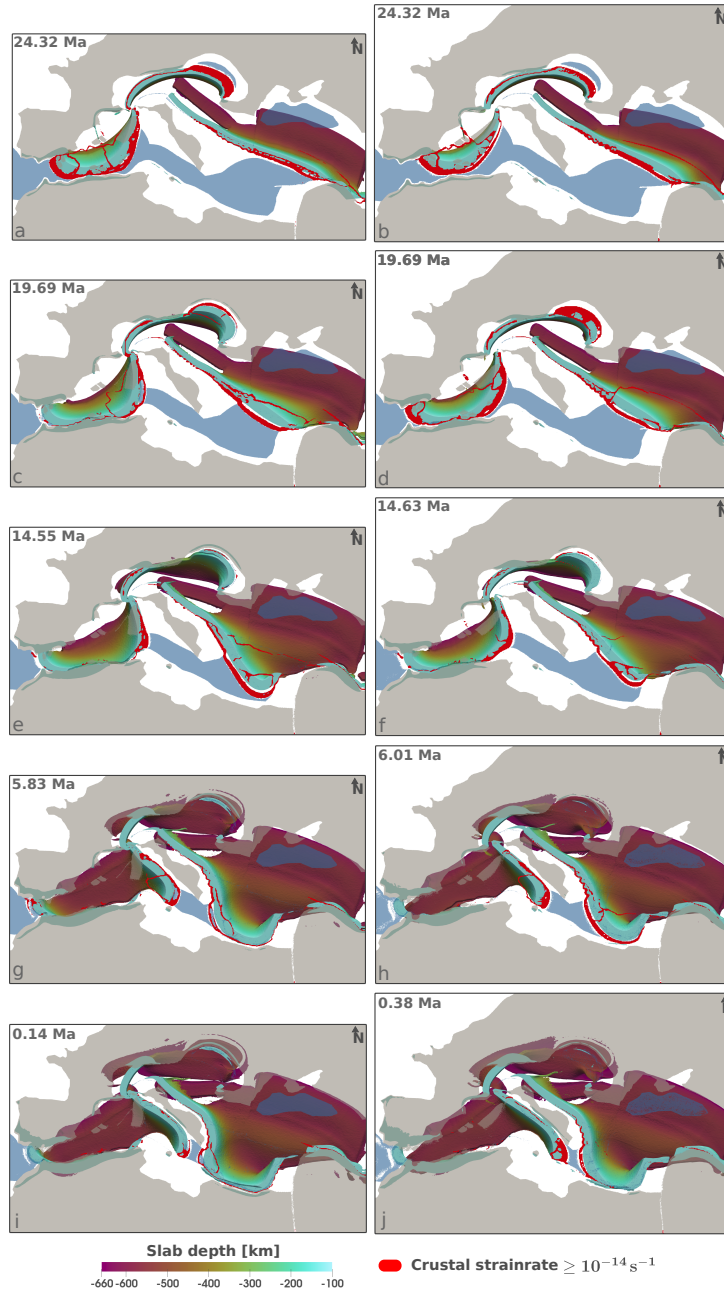 24.32 Ma
N
a
24.32 Ma
N
b
19.69 Ma
N
c
19.69 Ma
N
d
14.55 Ma
N
e
14.63 Ma
N
f
5.83 Ma
N
g
6.01 Ma
N
h
0.14 Ma
N
i
0.38 Ma
j
Slab depth [km]
-660 -600 -500 -400 -300 -200 -100
Crustal strainrate ≥ 10⁻¹⁴ s⁻¹